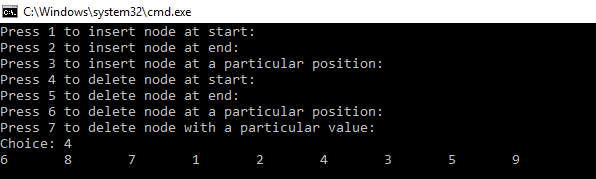 C:\Windows\system32\cmd.exe
Press 1 to insert node at start:
Press 2 to insert node at end:
Press 3 to insert node at a particular position:
Press 4 to delete node at start:
Press 5 to delete node at end:
Press 6 to delete node at a particular position:
Press 7 to delete node with a particular value:
Choice: 4
6 8 7 1 2 4 3 5 9